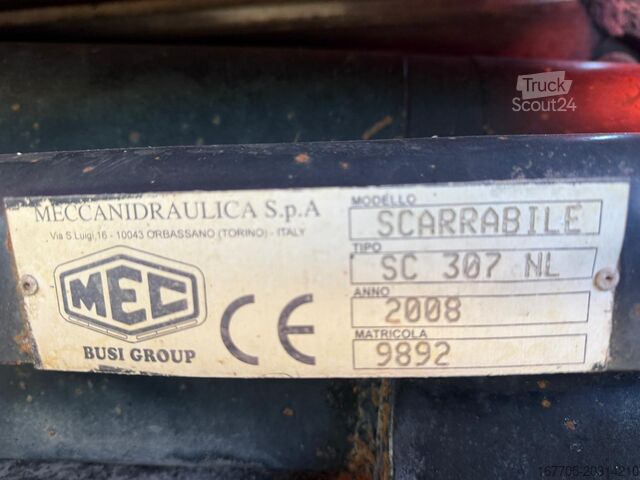 Truck
Scout24
MECCANIDRAULICA S.p.A
Via S.Luigi,16 - 10043 ORBASSANO (TORINO) - ITALY
MEC
BUSI GROUP
CE
MODELLO
SCARRABILE
TIPO
SC 307 NL
ANNO
2008
MATRICOLA
9892